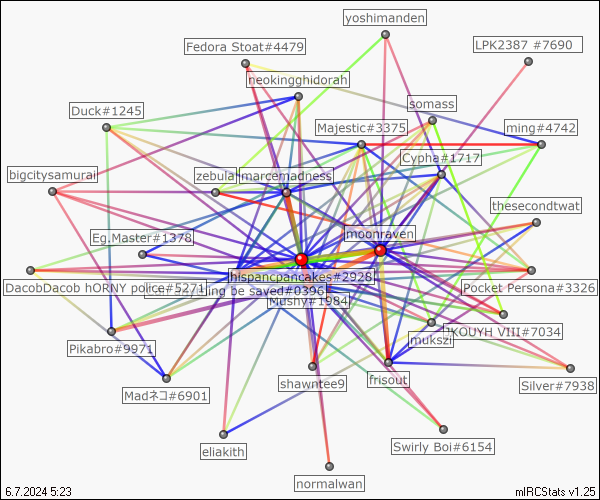 yoshimanden
Fedora Stoat#4479
LPK2387 #7690
neokingghidorah
Duck#1245
somass
Majestic#3375
ming#4742
Cypha#1717
bigcitysamurai
zebula
marcemadness
thesecondtwat
Eg.Master#1378
moonraven
hispancpancakes#2928
DacobDacob hORNY police#5271
ing be saved#0396
Pocket Persona#3326
Mushy#1984
KOUYH VIII#7034
Pikabro#9971
mukszi
shawntee9
frisout
Silver#7938
Madネコ#6901
eliakith
Swirly Boi#6154
normalwan
6.7.2024 5:23
mIRCStats v1.25